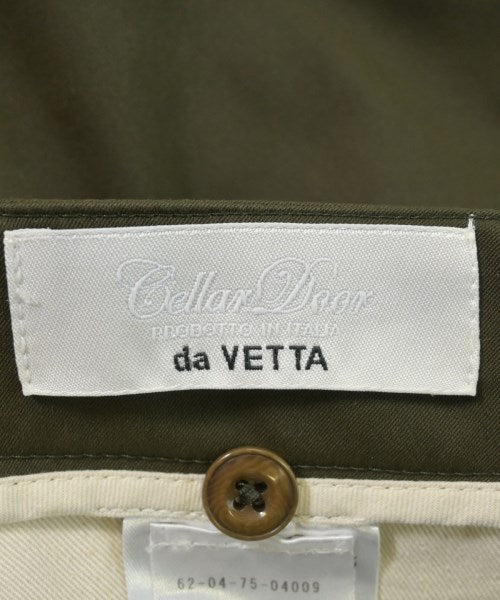 Cellar Door
PRODOTTO IN ITALIA
da VETTA
62-04-75-04009